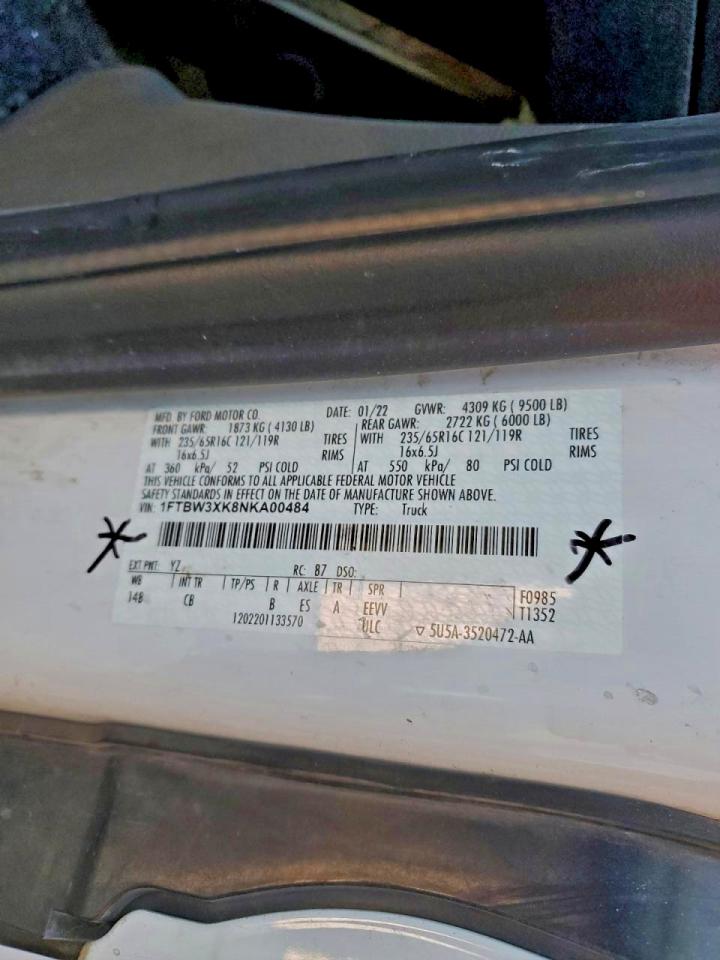 MFD. BY FORD MOTOR CO. DATE: 01/22 GVWR: 4309 KG ( 9500 LB)
FRONT GAWR: 1873 KG ( 4130 LB) REAR GAWR: 2722 KG ( 6000 LB)
WITH 235/65R16C 121/119R TIRES WITH 235/65R16C 121/119R TIRES
16x6.5J RIMS 16x6.5J RIMS
AT 360 kPa/ 52 PSI COLD AT 550 kPa/ 80 PSI COLD
THIS VEHICLE CONFORMS TO ALL APPLICABLE FEDERAL MOTOR VEHICLE
SAFETY STANDARDS IN EFFECT ON THE DATE OF MANUFACTURE SHOWN ABOVE.
VIN: 1FTBW3XK8NKA00484 TYPE: Truck
EXT PNT: YZ RC: 87 DSO:
WB INT TR TP/PS R AXLE TR SPR F0985
148 CB B ES A EEVV T1352
1202201133570 ULC ▽ 5U5A-3520472-AA